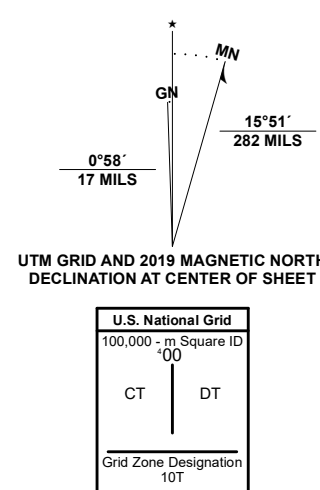 ★
MN
GN
15°51´
282 MILS
0°58´
17 MILS
UTM GRID AND 2019 MAGNETIC NORTH
DECLINATION AT CENTER OF SHEET
U.S. National Grid
100,000 - m Square ID
⁴00
CT DT
Grid Zone Designation
10T